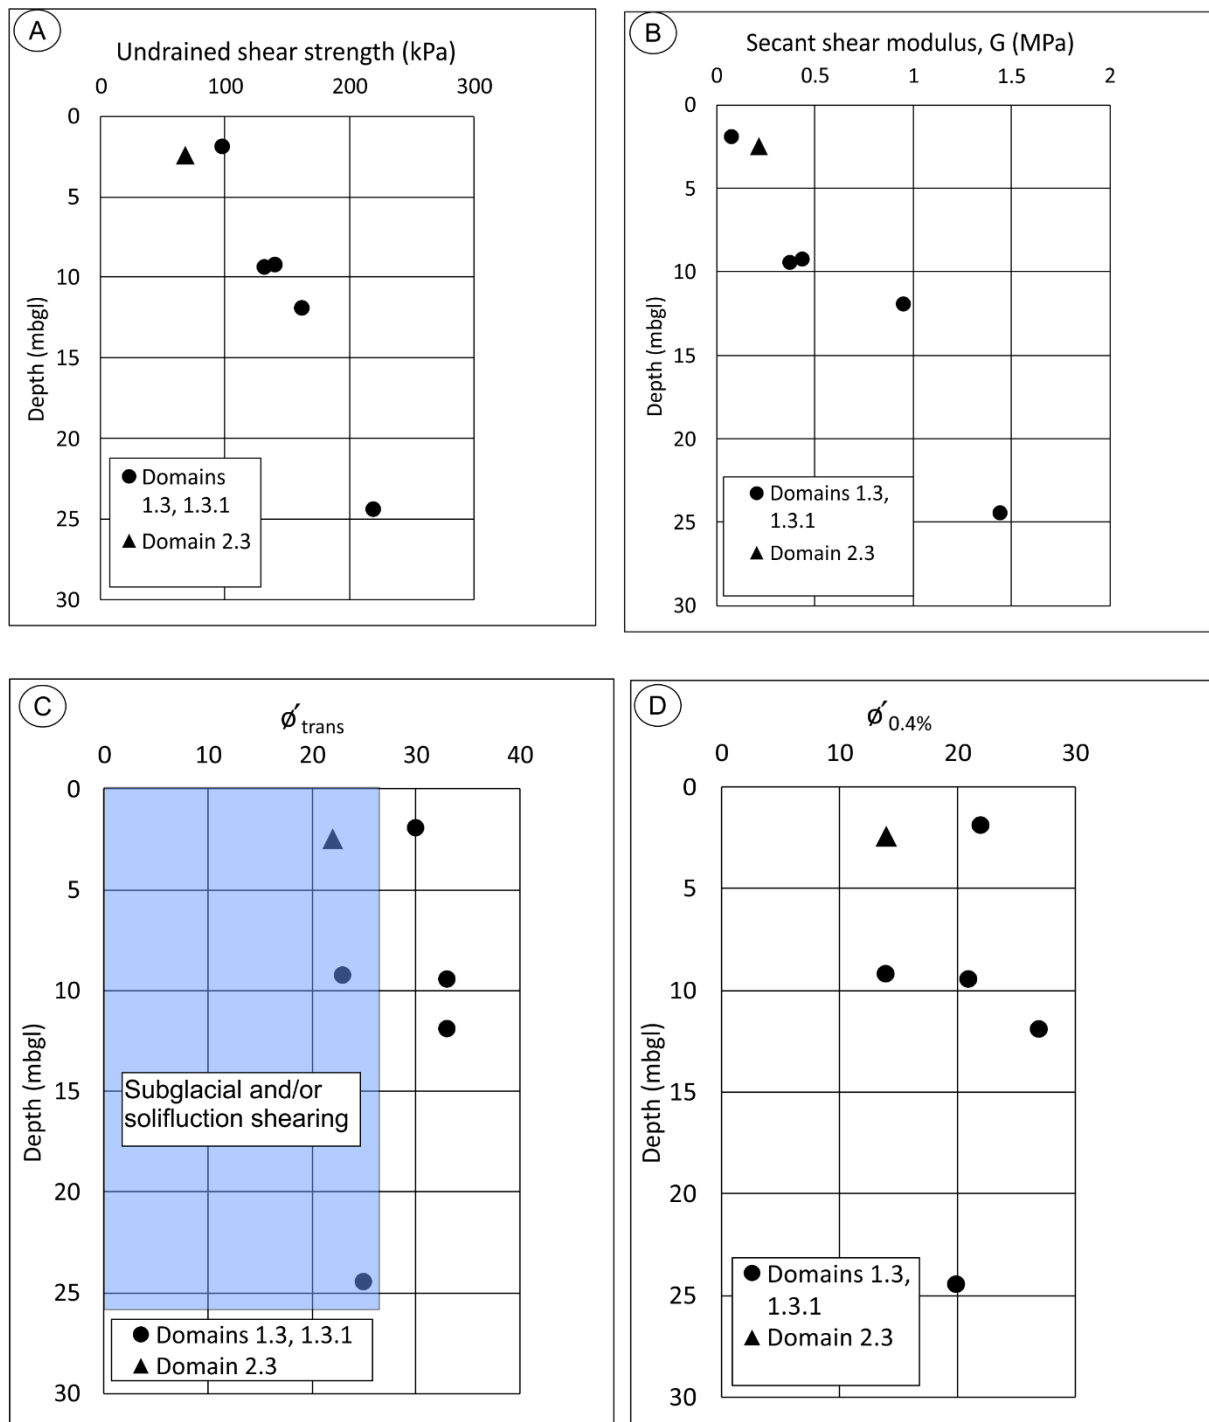 A
Undrained shear strength (kPa)
0 100 200 300
0
5
10
15
20
25
30
Depth (mbgl)
Domains
1.3, 1.3.1
Domain 2.3
B
Secant shear modulus, G (MPa)
0 0.5 1 1.5 2
0
5
10
15
20
25
30
Depth (mbgl)
Domains 1.3,
1.3.1
Domain 2.3
C
ǿtrans
0 10 20 30 40
0
5
10
15
20
25
30
Depth (mbgl)
Subglacial and/or
solifluction shearing
Domains 1.3, 1.3.1
Domain 2.3
D
ǿ0.4%
0 10 20 30
0
5
10
15
20
25
30
Depth (mbgl)
Domains 1.3,
1.3.1
Domain 2.3